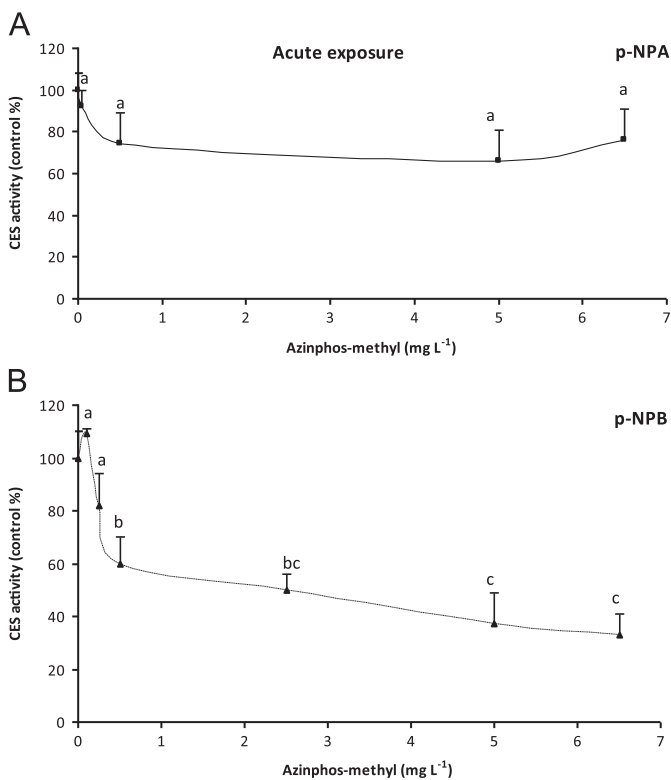 A
Acute exposure
p-NPA
CES activity (control %)
120
100
80
60
40
20
0
a
a
a
a
0 1 2 3 4 5 6 7
Azinphos-methyl (mg L-1)
B
p-NPB
CES activity (control %)
120
100
80
60
40
20
0
a
a
b
bc
c
c
0 1 2 3 4 5 6 7
Azinphos-methyl (mg L-1)